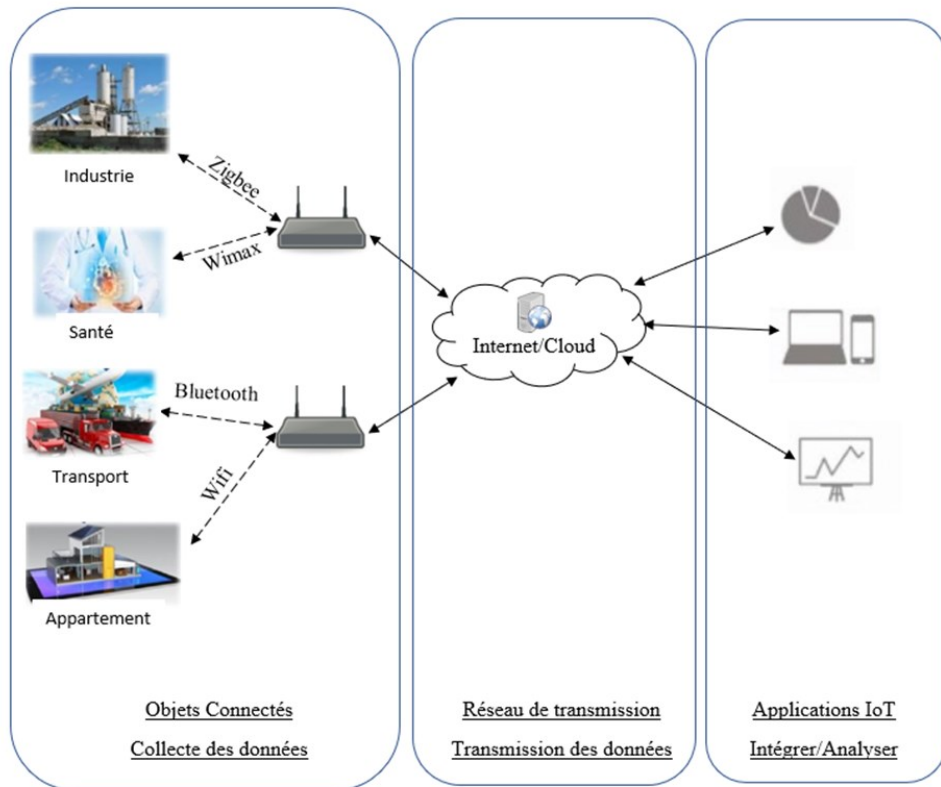 Industrie
Zigbee
Wimax
Santé
Bluetooth
Transport
Wifi
Appartement
Internet/Cloud
Objets Connectés
Collecte des données
Réseau de transmission
Transmission des données
Applications IoT
Intégrer/Analyser